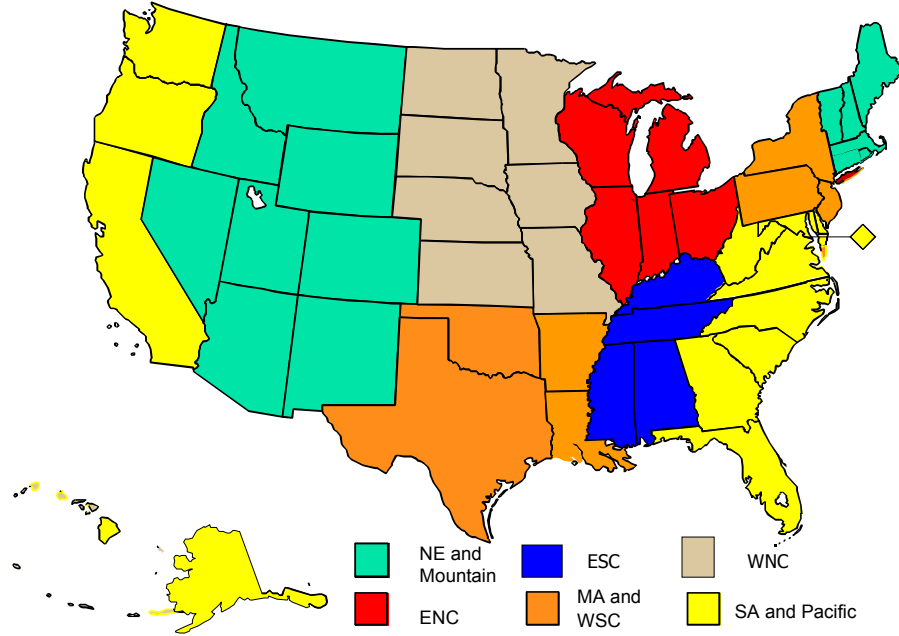 NE and
Mountain
ESC
WNC
ENC
MA and
WSC
SA and Pacific